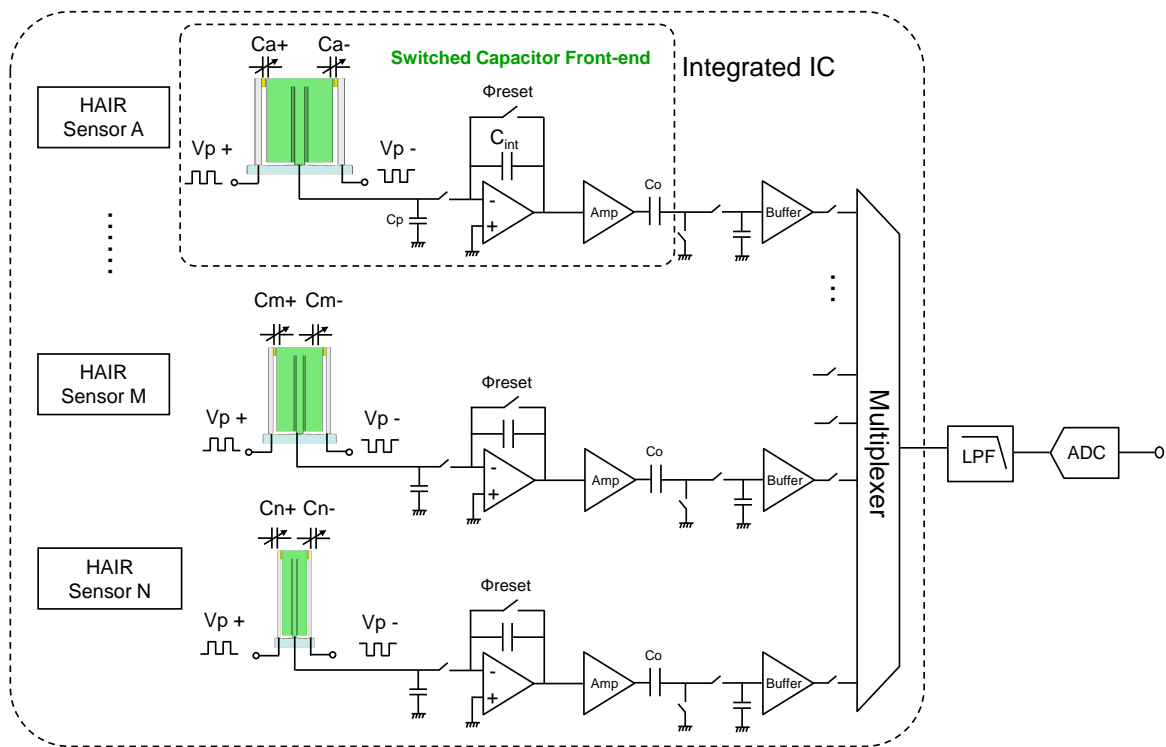 Ca+ Ca-
Switched Capacitor Front-end
Integrated IC
HAIR
Sensor A
Φreset
Vp + Vp -
Cint
-
+
Cp
Amp
Co
Buffer
Cm+ Cm-
HAIR
Sensor M
Φreset
Vp + Vp -
-
+
Amp
Co
Buffer
Multiplexer
LPF
ADC
Cn+ Cn-
HAIR
Sensor N
Φreset
Vp + Vp -
-
+
Amp
Co
Buffer